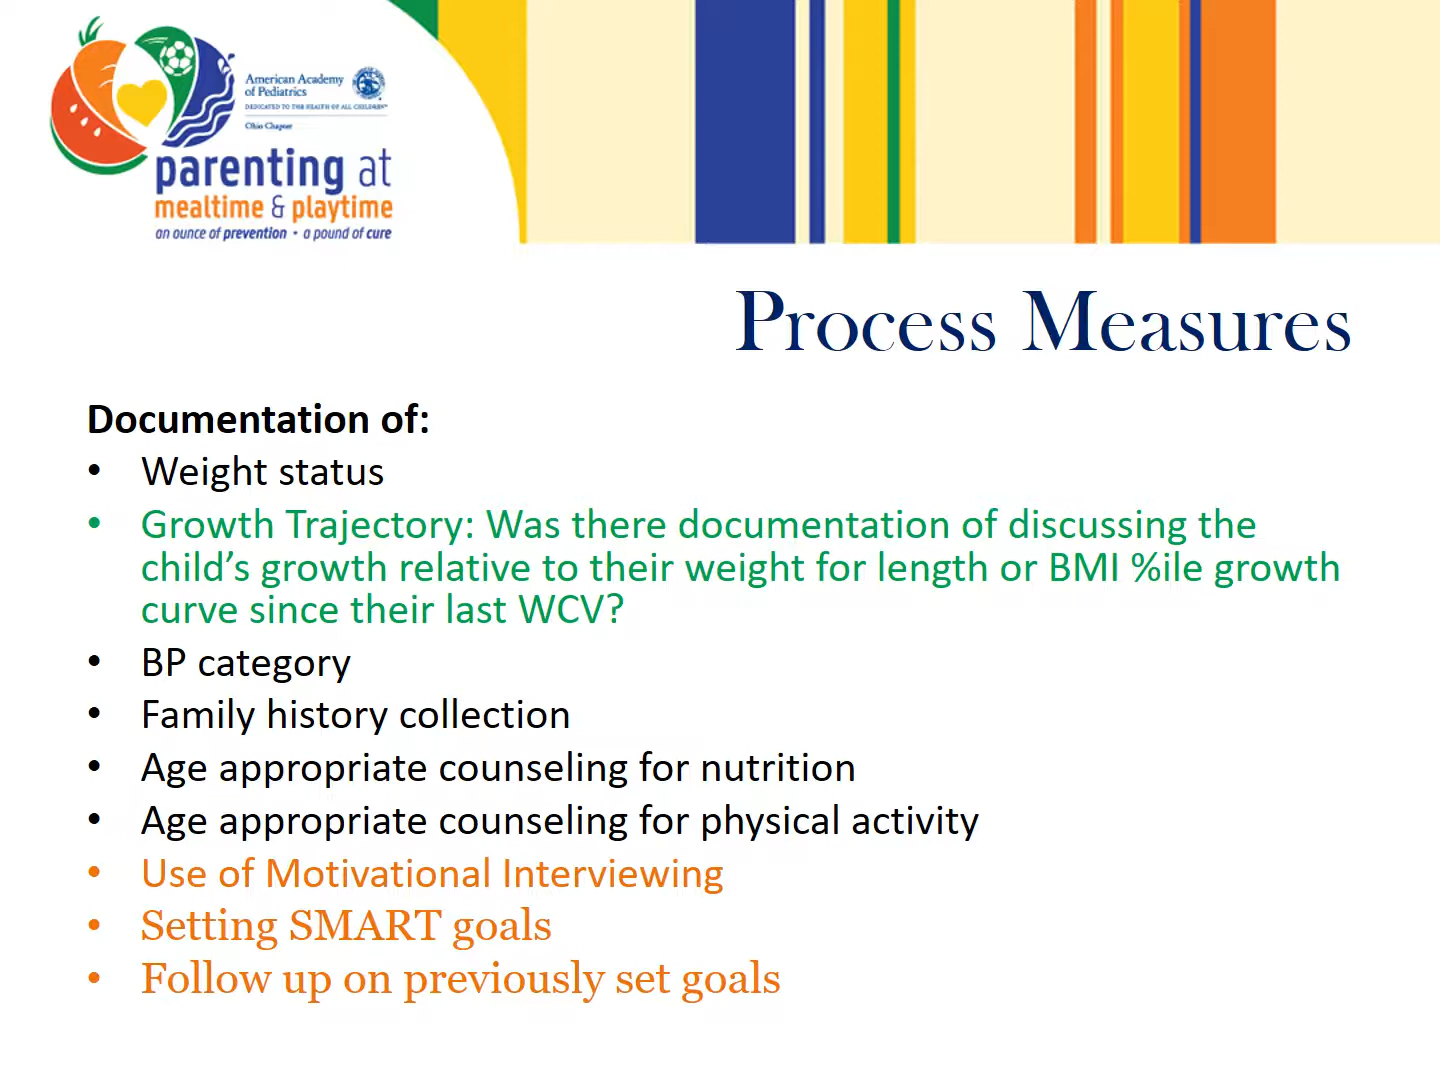 American Academy
of Pediatrics
DEDICATED TO THE HEALTH OF ALL CHILDREN™
Ohio Chapter
parenting at
mealtime & playtime
an ounce of prevention • a pound of cure
Process Measures
Documentation of:
• Weight status
• Growth Trajectory: Was there documentation of discussing the
child’s growth relative to their weight for length or BMI %ile growth
curve since their last WCV?
• BP category
• Family history collection
• Age appropriate counseling for nutrition
• Age appropriate counseling for physical activity
• Use of Motivational Interviewing
• Setting SMART goals
• Follow up on previously set goals